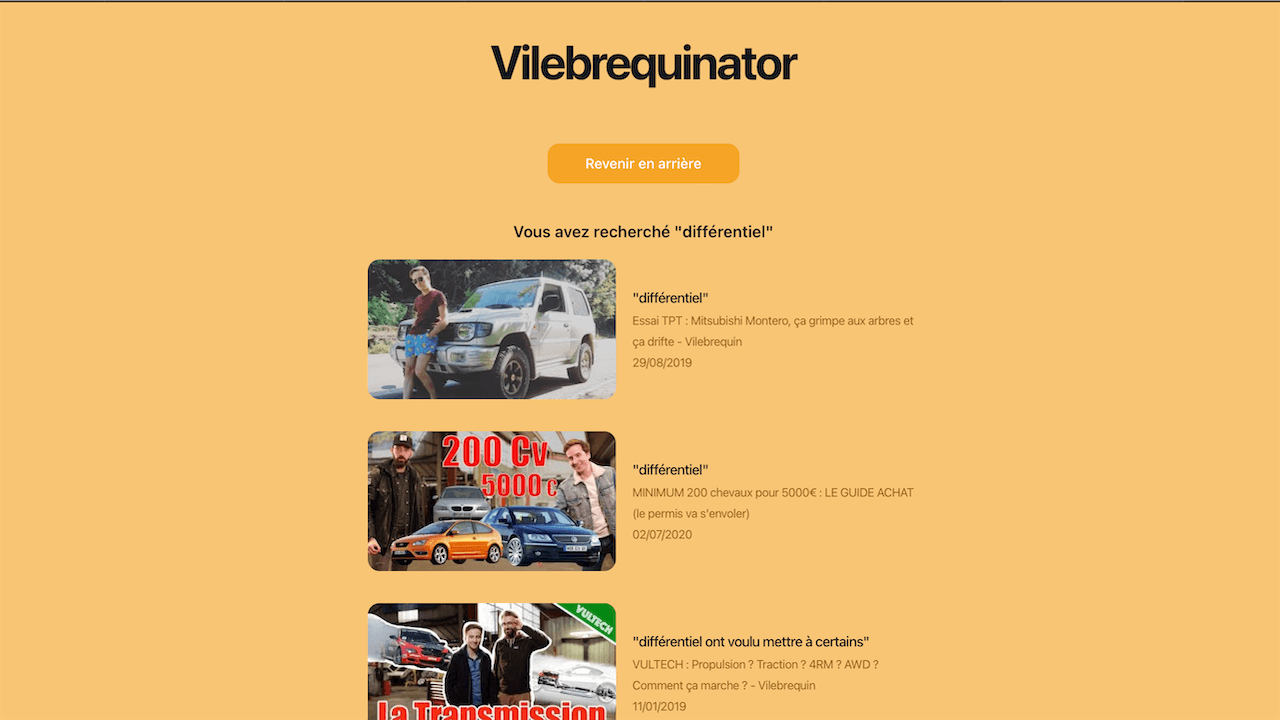 Vilebrequinator
Revenir en arrière
Vous avez recherché "différentiel"
"différentiel"
Essai TPT : Mitsubishi Montero, ça grimpe aux arbres et
ça drifte - Vilebrequin
29/08/2019
200 Cv
5000€
"différentiel"
MINIMUM 200 chevaux pour 5000€ : LE GUIDE ACHAT
(le permis va s'envoler)
02/07/2020
VULTECH
La Transmission
"différentiel ont voulu mettre à certains"
VULTECH : Propulsion ? Traction ? 4RM ? AWD ?
Comment ça marche ? - Vilebrequin
11/01/2019